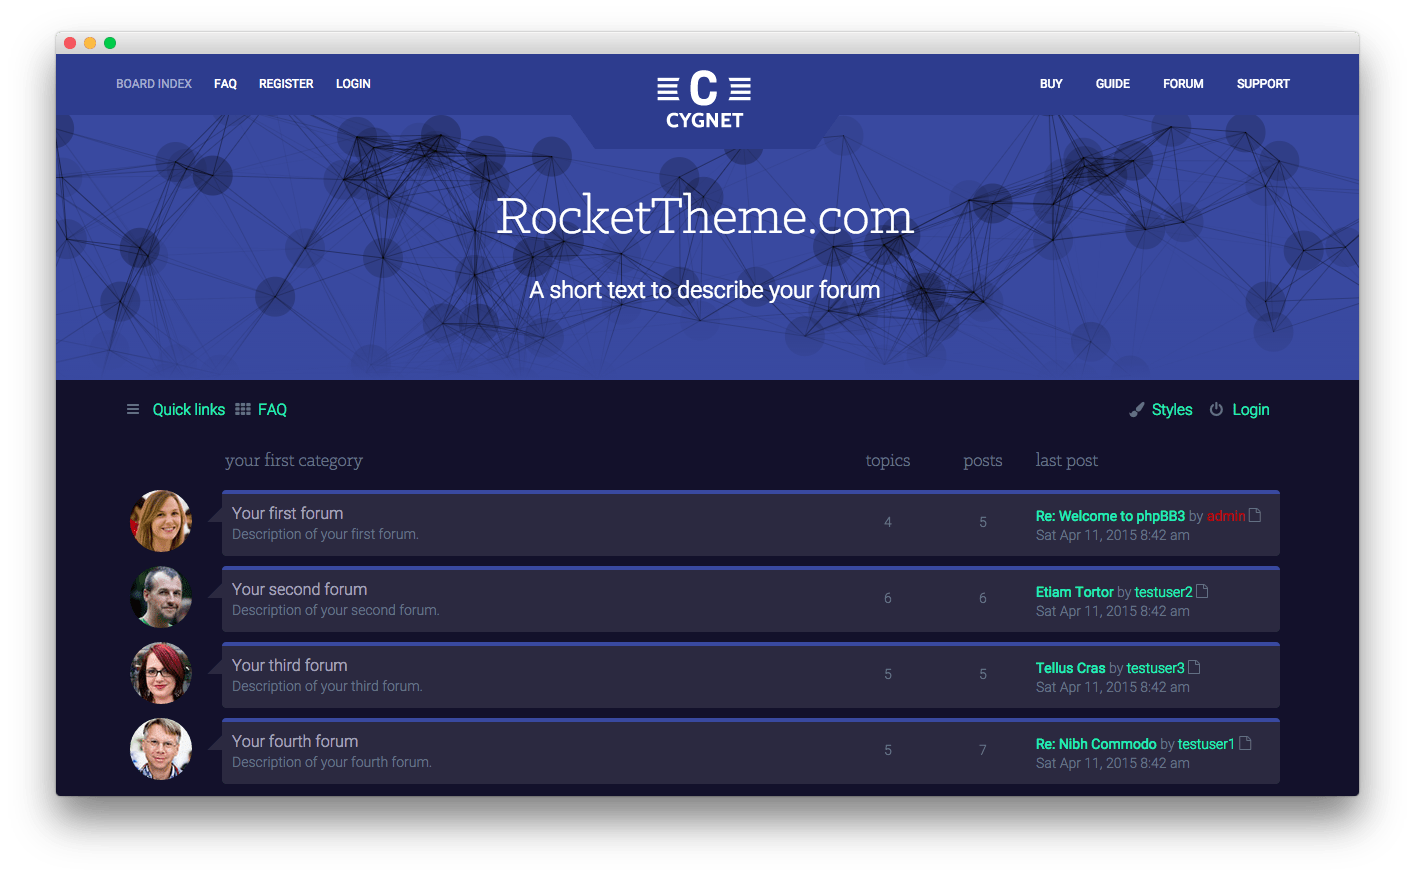 BOARD INDEX FAQ REGISTER LOGIN
C
CYGNET
BUY GUIDE FORUM SUPPORT
RocketTheme.com
A short text to describe your forum
Quick links FAQ
Styles Login
your first category topics posts last post
Your first forum
Description of your first forum.
4 5
Re: Welcome to phpBB3 by admin
Sat Apr 11, 2015 8:42 am
Your second forum
Description of your second forum.
6 6
Etiam Tortor by testuser2
Sat Apr 11, 2015 8:42 am
Your third forum
Description of your third forum.
5 5
Tellus Cras by testuser3
Sat Apr 11, 2015 8:42 am
Your fourth forum
Description of your fourth forum.
5 7
Re: Nibh Commodo by testuser1
Sat Apr 11, 2015 8:42 am